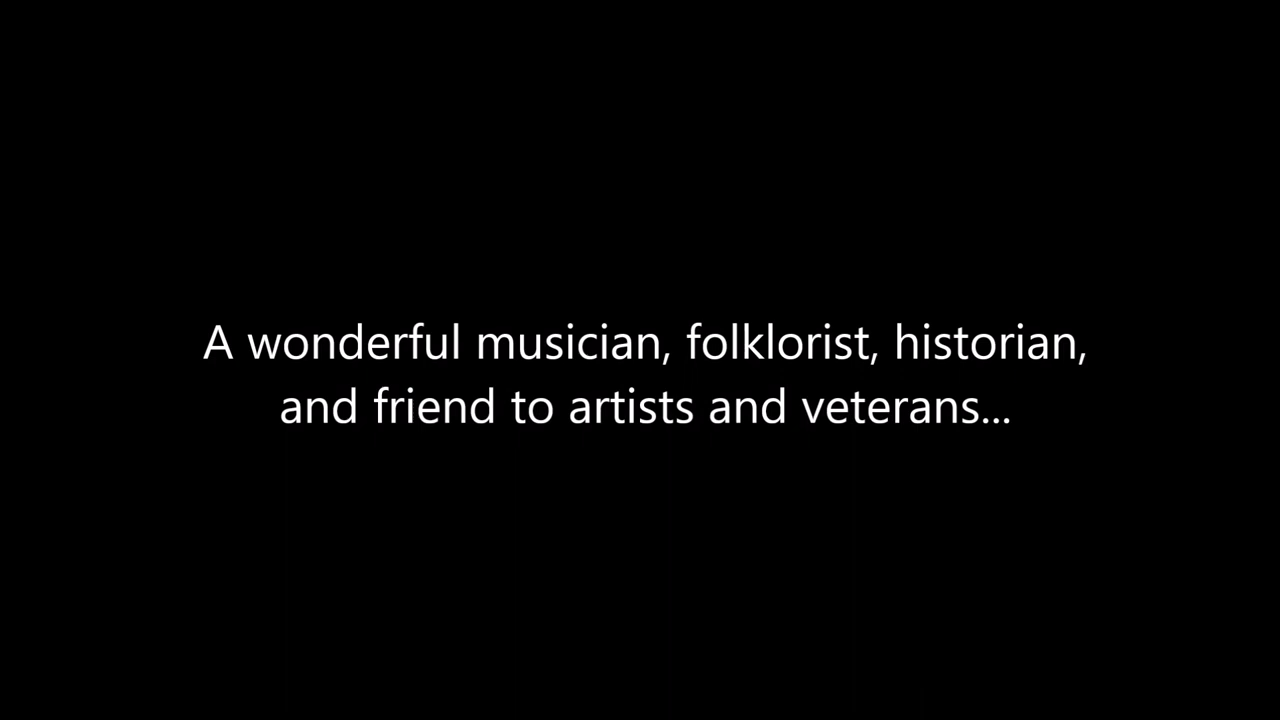 A wonderful musician, folklorist, historian,
and friend to artists and veterans...